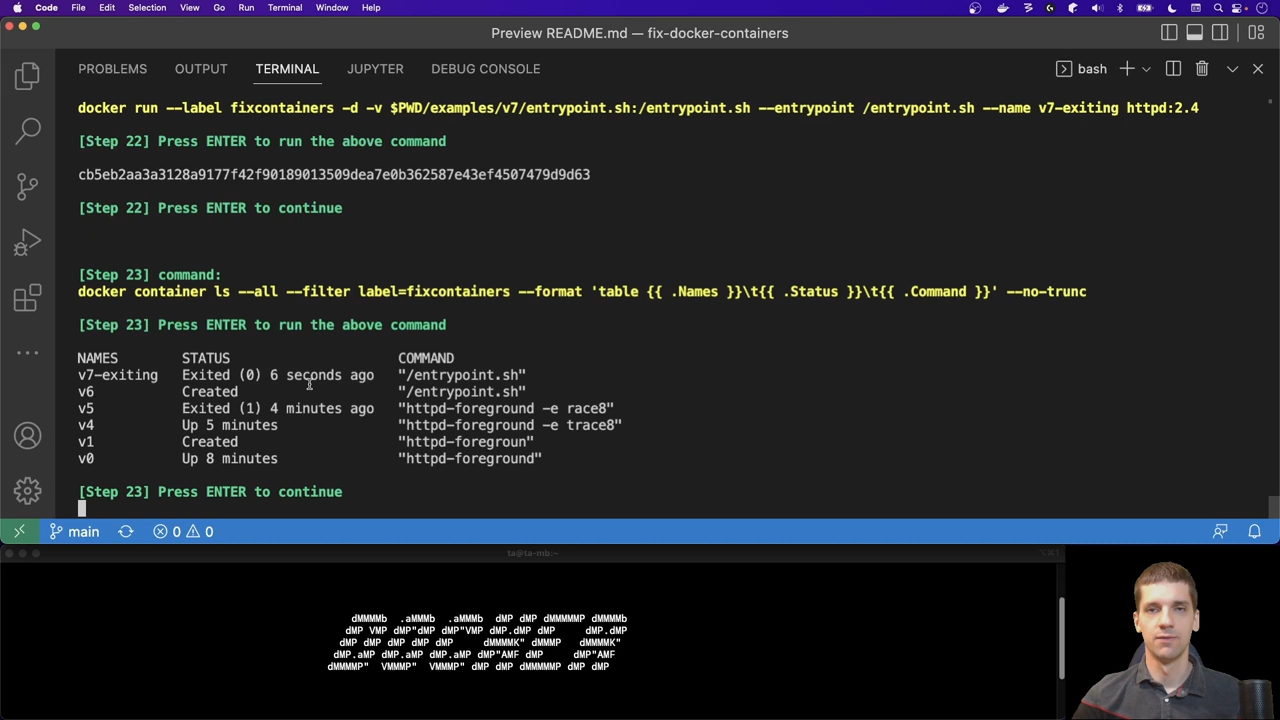 Code File Edit Selection View Go Run Terminal Window Help
Preview README.md — fix-docker-containers
PROBLEMS OUTPUT TERMINAL JUPYTER DEBUG CONSOLE bash
docker run --label fixcontainers -d -v $PWD/examples/v7/entrypoint.sh:/entrypoint.sh --entrypoint /entrypoint.sh --name v7-exiting httpd:2.4
[Step 22] Press ENTER to run the above command
cb5eb2aa3a3128a9177f42f90189013509dea7e0b362587e43ef4507479d9d63
[Step 22] Press ENTER to continue
[Step 23] command:
docker container ls --all --filter label=fixcontainers --format 'table {{ .Names }}\t{{ .Status }}\t{{ .Command }}' --no-trunc
[Step 23] Press ENTER to run the above command
NAMES STATUS COMMAND
v7-exiting Exited (0) 6 seconds ago "/entrypoint.sh"
v6 Created "/entrypoint.sh"
v5 Exited (1) 4 minutes ago "httpd-foreground -e race8"
v4 Up 5 minutes "httpd-foreground -e trace8"
v1 Created "httpd-foregroun"
v0 Up 8 minutes "httpd-foreground"
[Step 23] Press ENTER to continue
main 0 0
ta@ta-mb:~